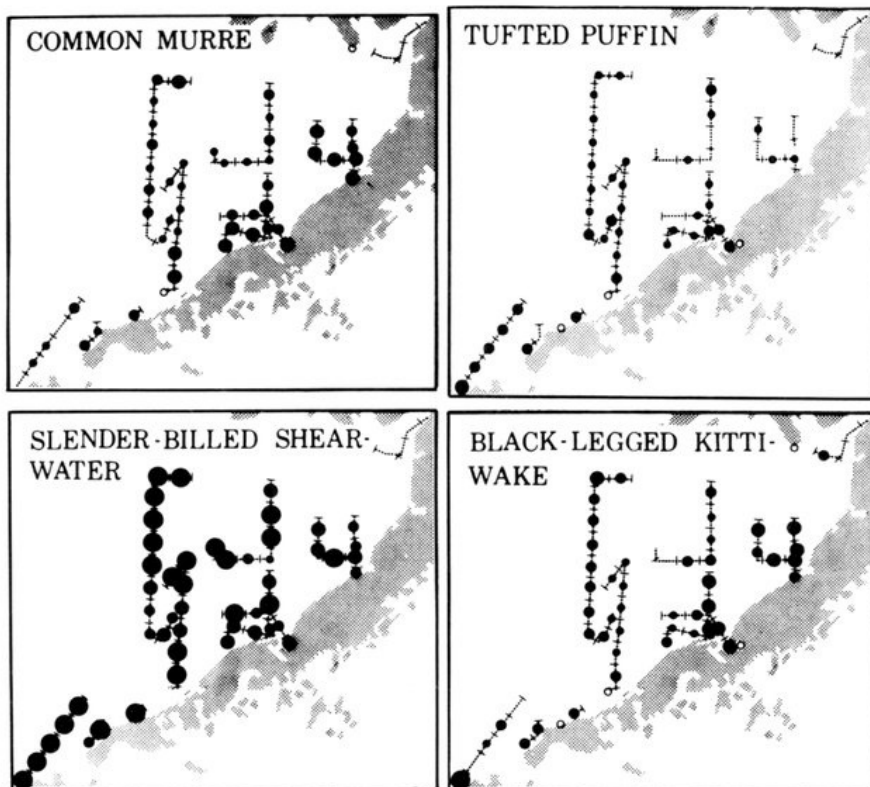 COMMON MURRE
TUFTED PUFFIN
SLENDER-BILLED SHEAR-
WATER
BLACK-LEGGED KITTI-
WAKE